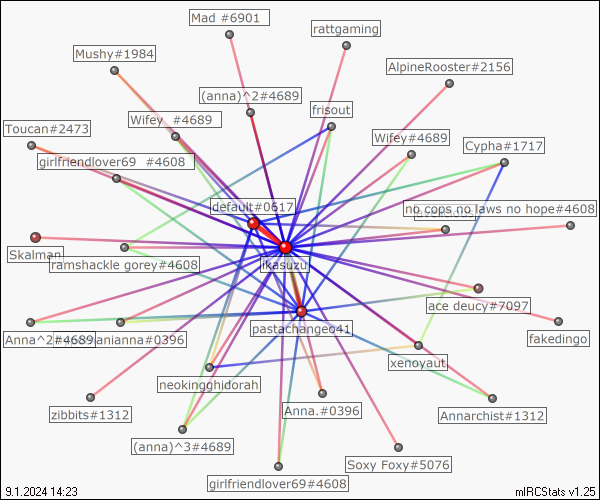 Mad #6901
rattgaming
Mushy#1984
AlpineRooster#2156
(anna)^2#4689
frisout
Wifey_ #4689
Toucan#2473
Wifey#4689
Cypha#1717
girlfriendlover69_ #4608
default#0617
no cops no laws no hope#4608
Skalman
ikasuzu
ramshackle gorey#4608
ace deucy#7097
Anna^2#4689
anianna#0396
pastachangeo41
fakedingo
xenoyaut
neokingghidorah
zibbits#1312
Anna.#0396
Annarchist#1312
(anna)^3#4689
Soxy Foxy#5076
girlfriendlover69#4608
9.1.2024 14:23
mIRCStats v1.25